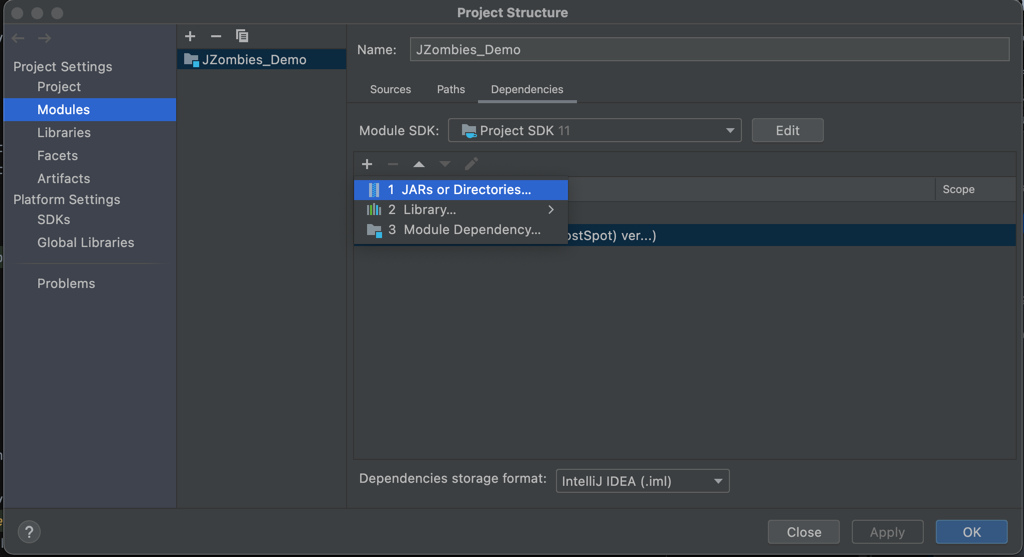 Project Structure
Project Settings
Project
Modules
Libraries
Facets
Artifacts
Platform Settings
SDKs
Global Libraries
Problems
JZombies_Demo
Name: JZombies_Demo
Sources Paths Dependencies
Module SDK: Project SDK 11 Edit
Scope
1 JARs or Directories...
2 Library...
3 Module Dependency...
ostSpot) ver...)
Dependencies storage format: IntelliJ IDEA (.iml)
? Close Apply OK